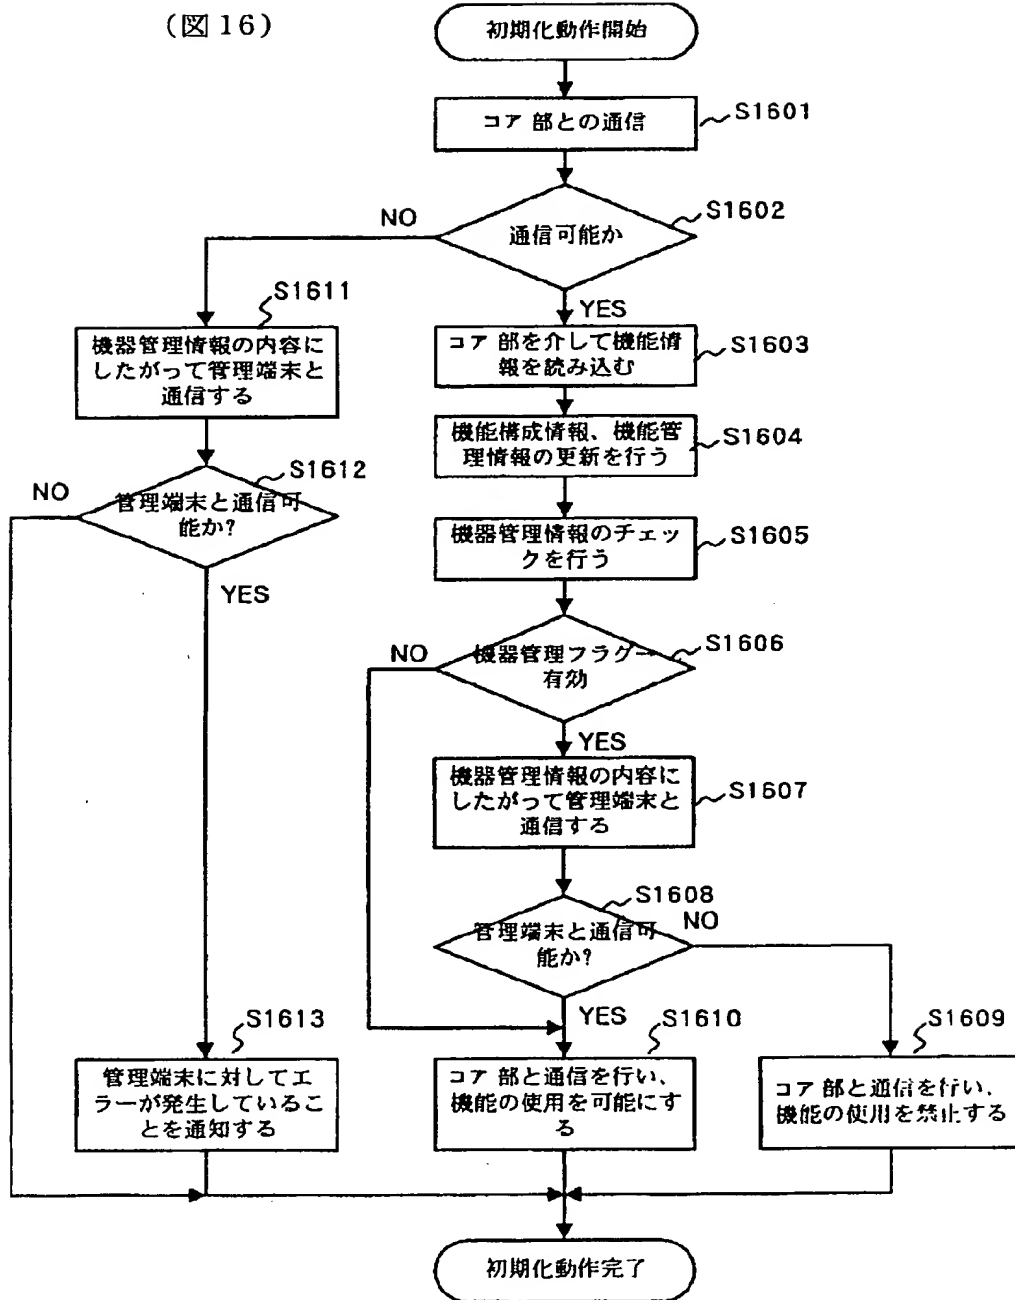 (図16)
初期化動作開始
コア部との通信
S1601
通信可能か
S1602
NO
YES
コア部を介して機能情
報を読み込む
S1603
機能構成情報、機能管
理情報の更新を行う
S1604
機器管理情報のチェッ
クを行う
S1605
機器管理フラグー
有効
S1606
NO
YES
機器管理情報の内容に
したがって管理端末と
通信する
S1607
管理端末と通信可
能か?
S1608
NO
YES
コア部と通信を行い、
機能の使用を可能にす
る
S1610
コア部と通信を行い、
機能の使用を禁止する
S1609
機器管理情報の内容に
したがって管理端末と
通信する
S1611
管理端末と通信可
能か?
S1612
NO
YES
管理端末に対してエ
ラーが発生しているこ
とを通知する
S1613
初期化動作完了